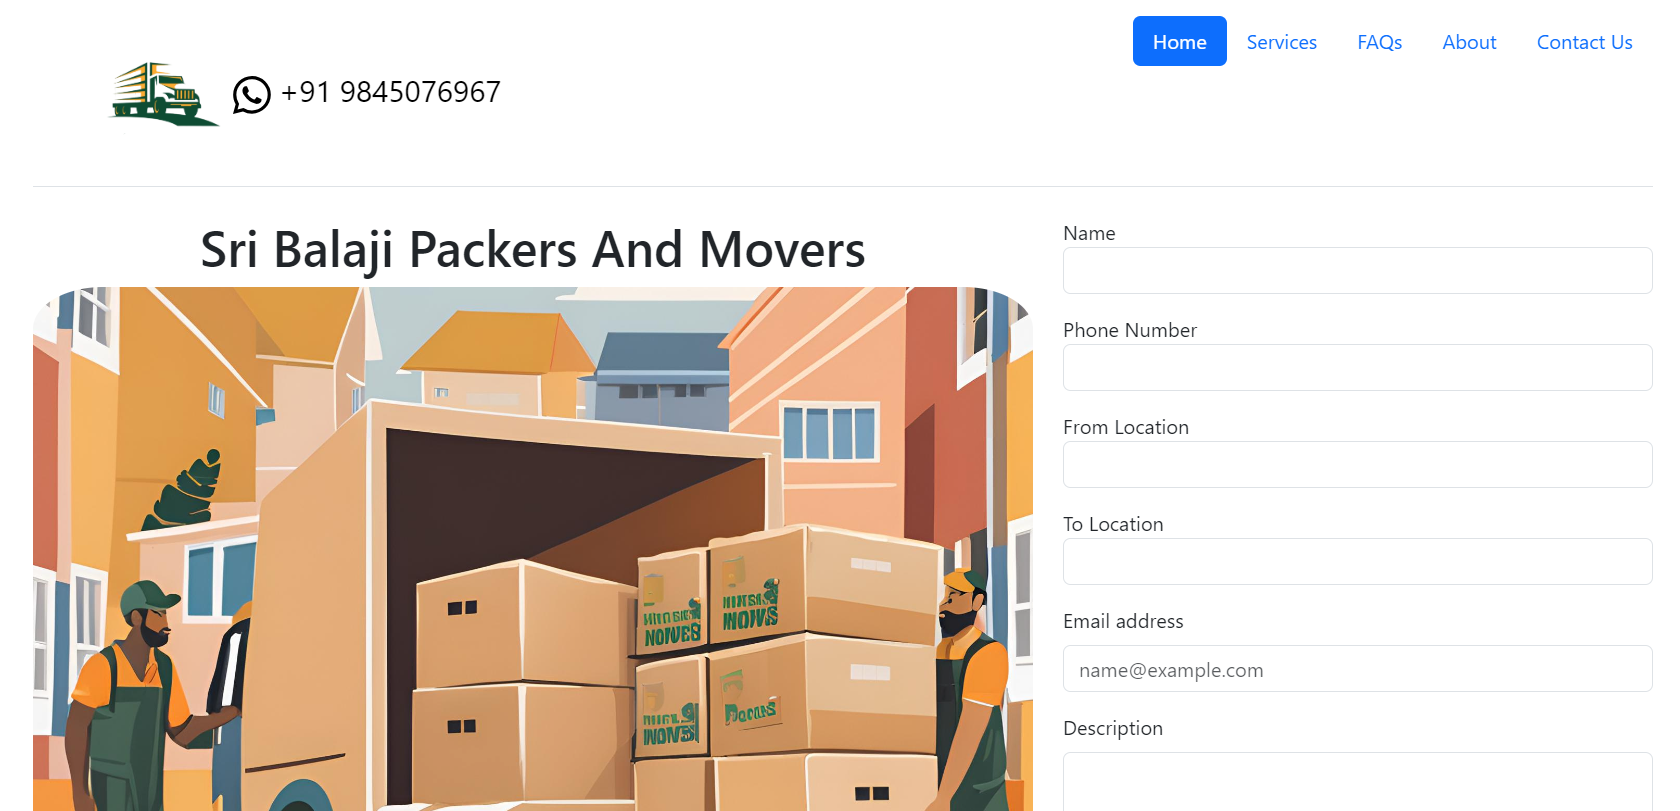 Home Services FAQs About Contact Us
+91 9845076967
Sri Balaji Packers And Movers
Name
Phone Number
From Location
To Location
Email address
name@example.com
Description